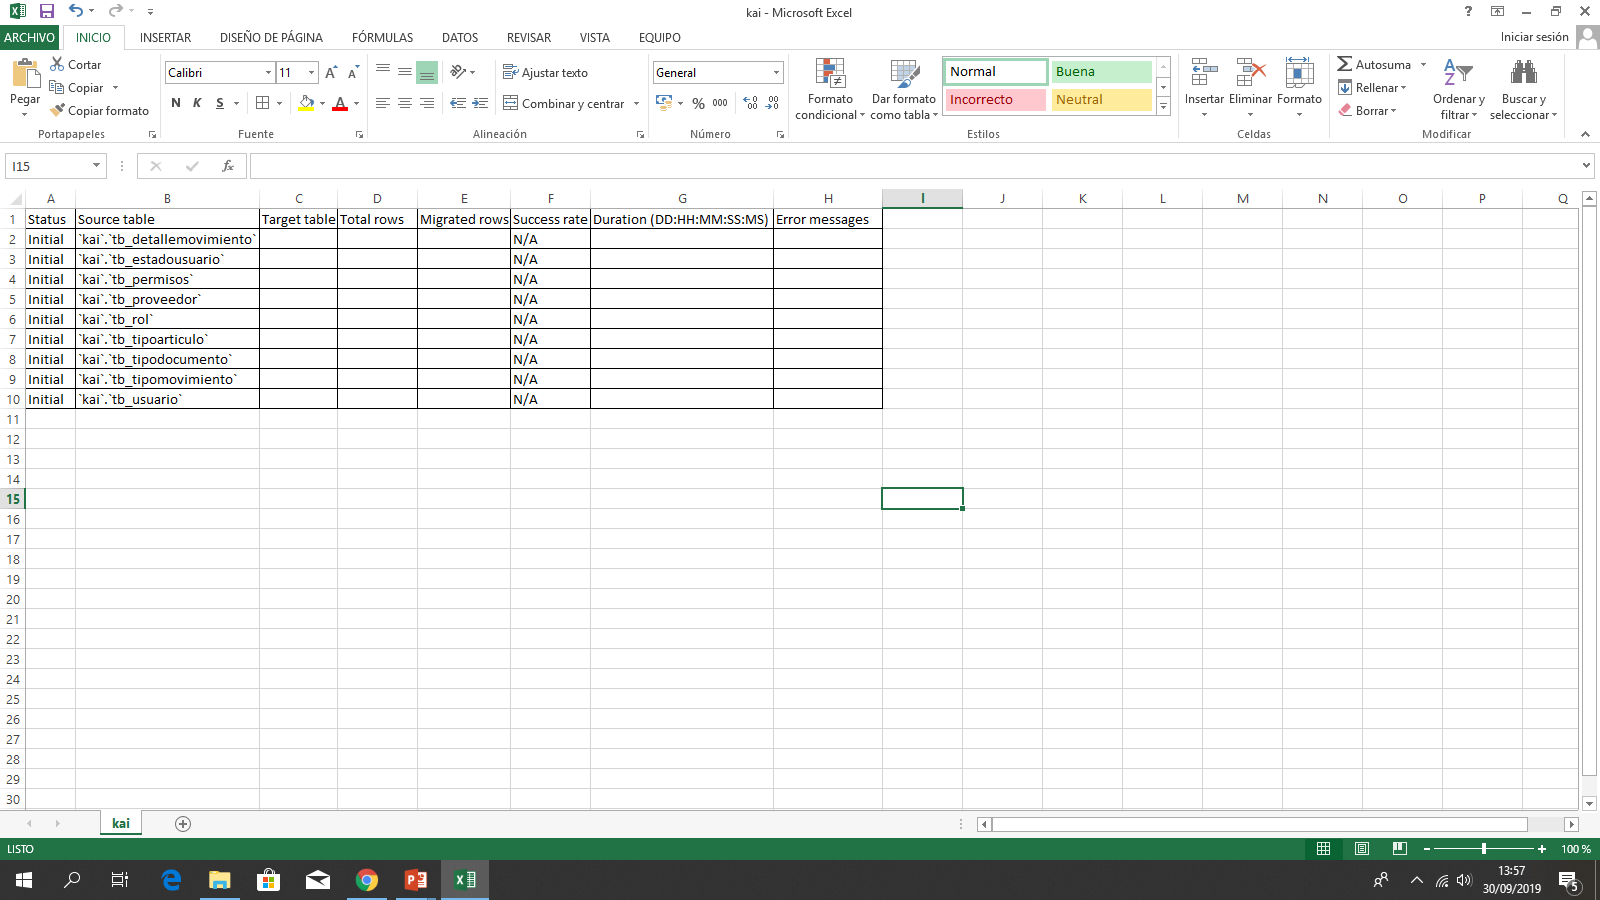 kai - Microsoft Excel
ARCHIVO INICIO INSERTAR DISEÑO DE PÁGINA FÓRMULAS DATOS REVISAR VISTA EQUIPO Iniciar sesión
Pegar
Cortar
Copiar
Copiar formato
Portapapeles
Calibri 11
N K S
Fuente
Ajustar texto
Combinar y centrar
Alineación
General
% 000
Número
Formato condicional
Dar formato como tabla
Normal Buena
Incorrecto Neutral
Estilos
Insertar Eliminar Formato
Celdas
Autosuma
Rellenar
Borrar
Ordenar y filtrar
Buscar y seleccionar
Modificar
I15 fx
A B C D E F G H I J K L M N O P Q
1 Status Source table Target table Total rows Migrated rows Success rate Duration (DD:HH:MM:SS:MS) Error messages
2 Initial `kai`.`tb_detallemovimiento` N/A
3 Initial `kai`.`tb_estadousuario` N/A
4 Initial `kai`.`tb_permisos` N/A
5 Initial `kai`.`tb_proveedor` N/A
6 Initial `kai`.`tb_rol` N/A
7 Initial `kai`.`tb_tipoarticulo` N/A
8 Initial `kai`.`tb_tipodocumento` N/A
9 Initial `kai`.`tb_tipomovimiento` N/A
10 Initial `kai`.`tb_usuario` N/A
11
12
13
14
15
16
17
18
19
20
21
22
23
24
25
26
27
28
29
30
kai
LISTO 100 %
13:57
30/09/2019
5